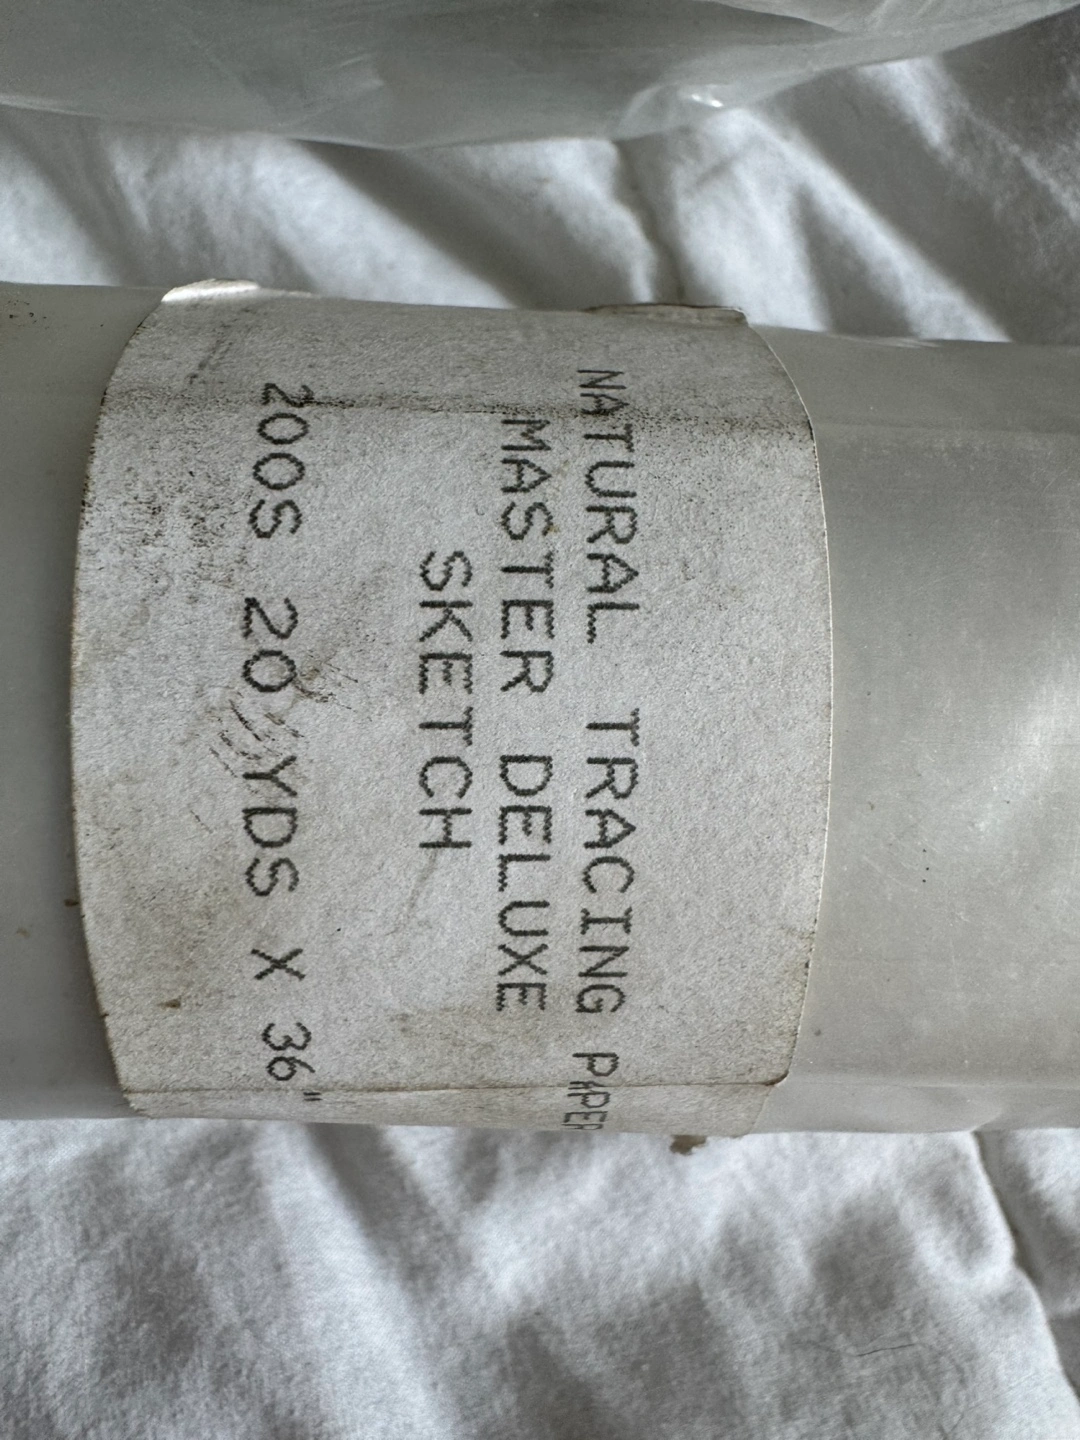 NATURAL TRACING PAPER
MASTER DELUXE
SKETCH
200S 20 YDS X 36"